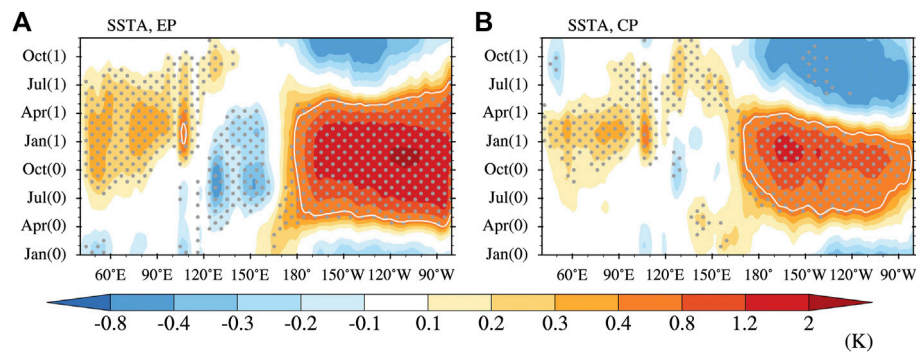 A SSTA, EP
Oct(1)
Jul(1)
Apr(1)
Jan(1)
Oct(0)
Jul(0)
Apr(0)
Jan(0)
60°E 90°E 120°E 150°E 180° 150°W 120°W 90°W
B SSTA, CP
Oct(1)
Jul(1)
Apr(1)
Jan(1)
Oct(0)
Jul(0)
Apr(0)
Jan(0)
60°E 90°E 120°E 150°E 180° 150°W 120°W 90°W
-0.8 -0.4 -0.3 -0.2 -0.1 0.1 0.2 0.3 0.4 0.8 1.2 2
(K)